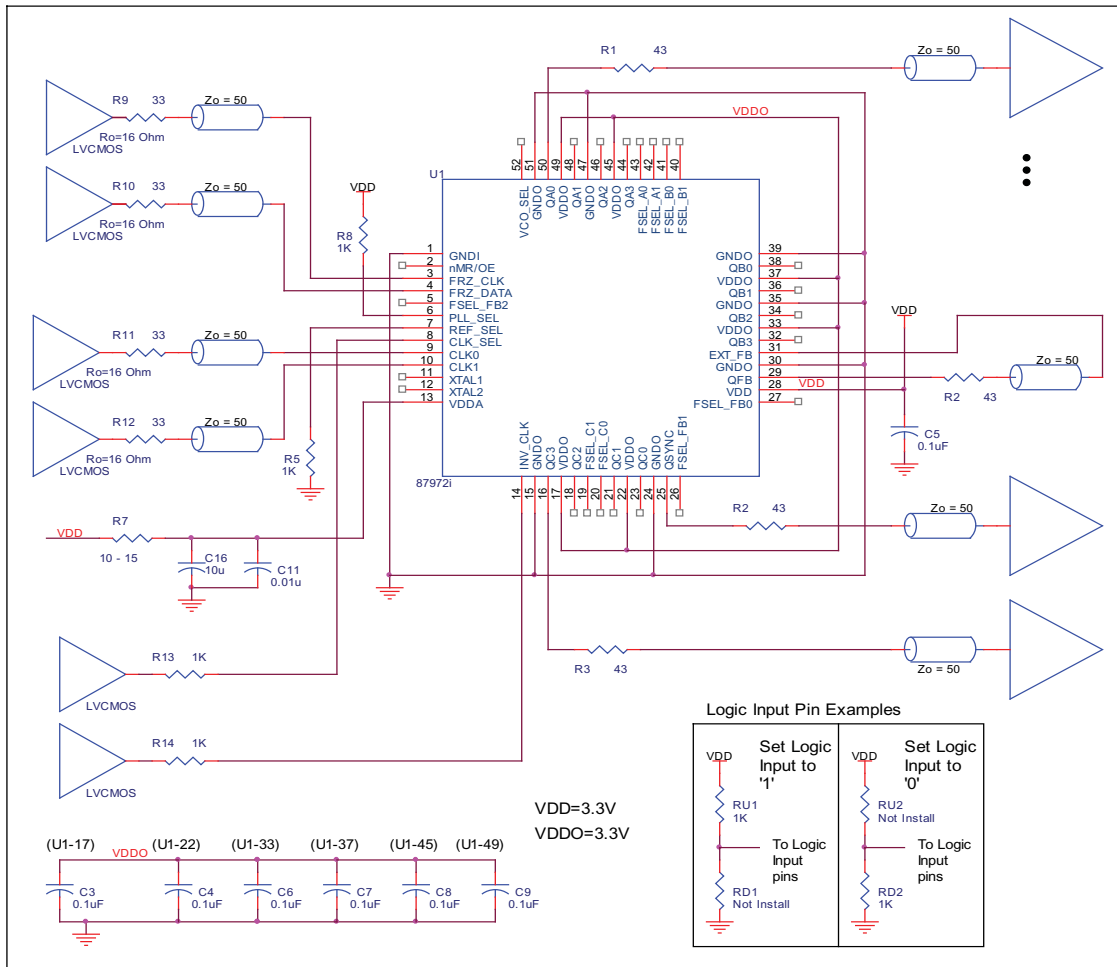 R1 43
Zo = 50
R9 33
Zo = 50
Ro=16 Ohm
LVCMOS
VDDO
R10 33
Zo = 50
Ro=16 Ohm
LVCMOS
VDD
R8
1K
U1
52 51 50 49 48 47 46 45 44 43 42 41 40
VCO_SEL
GNDO
QA0
VDDO
QA1
GNDO
QA2
VDDO
QA3
FSEL_A0
FSEL_A1
FSEL_B0
FSEL_B1
1 GNDI
2 nMR/OE
3 FRZ_CLK
4 FRZ_DATA
5 FSEL_FB2
6 PLL_SEL
7 REF_SEL
8 CLK_SEL
9 CLK0
10 CLK1
11 XTAL1
12 XTAL2
13 VDDA
GNDO 39
QB0 38
VDDO 37
QB1 36
GNDO 35
QB2 34
VDDO 33
QB3 32
EXT_FB 31
GNDO 30
QFB 29
VDD 28
FSEL_FB0 27
INV_CLK
GNDO
QC3
VDDO
QC2
FSEL_C1
FSEL_C0
QC1
VDDO
QC0
GNDO
QSYNC
FSEL_FB1
14 15 16 17 18 19 20 21 22 23 24 25 26
87972i
VDD
VDD
Zo = 50
R2 43
C5
0.1uF
R11 33
Zo = 50
Ro=16 Ohm
LVCMOS
R12 33
Zo = 50
Ro=16 Ohm
LVCMOS
R5
1K
R2 43
Zo = 50
VDD
R7
10 - 15
C16
10u
C11
0.01u
R13 1K
LVCMOS
R3 43
Zo = 50
R14 1K
LVCMOS
Logic Input Pin Examples
VDD
Set Logic
Input to
'1'
RU1
1K
To Logic
Input
pins
RD1
Not Install
VDD
Set Logic
Input to
'0'
RU2
Not Install
To Logic
Input
pins
RD2
1K
VDD=3.3V
VDDO=3.3V
(U1-17) (U1-22) (U1-33) (U1-37) (U1-45) (U1-49)
VDDO
C3
0.1uF
C4
0.1uF
C6
0.1uF
C7
0.1uF
C8
0.1uF
C9
0.1uF